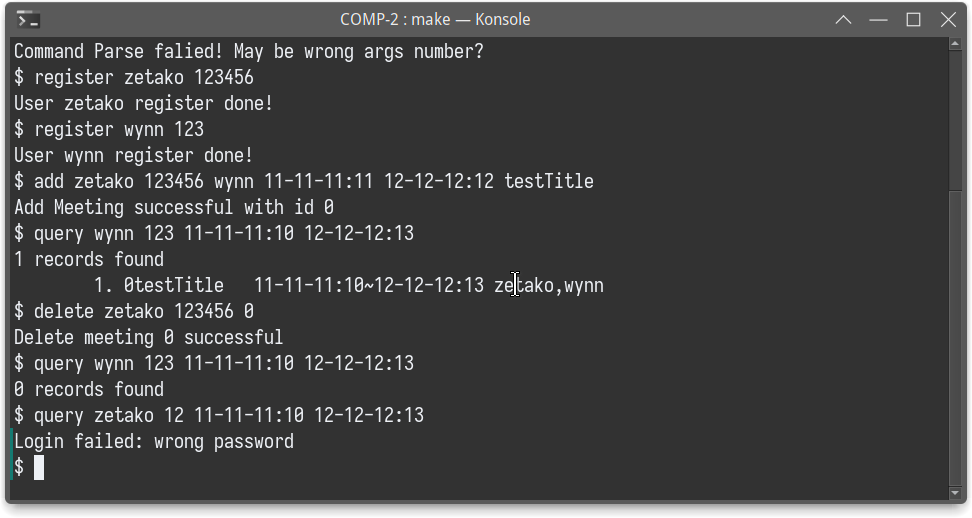 COMP-2 : make — Konsole
Command Parse falied! May be wrong args number?
$ register zetako 123456
User zetako register done!
$ register wynn 123
User wynn register done!
$ add zetako 123456 wynn 11-11-11:11 12-12-12:12 testTitle
Add Meeting successful with id 0
$ query wynn 123 11-11-11:10 12-12-12:13
1 records found
        1. 0testTitle   11-11-11:10~12-12-12:13 zetako,wynn
$ delete zetako 123456 0
Delete meeting 0 successful
$ query wynn 123 11-11-11:10 12-12-12:13
0 records found
$ query zetako 12 11-11-11:10 12-12-12:13
Login failed: wrong password
$